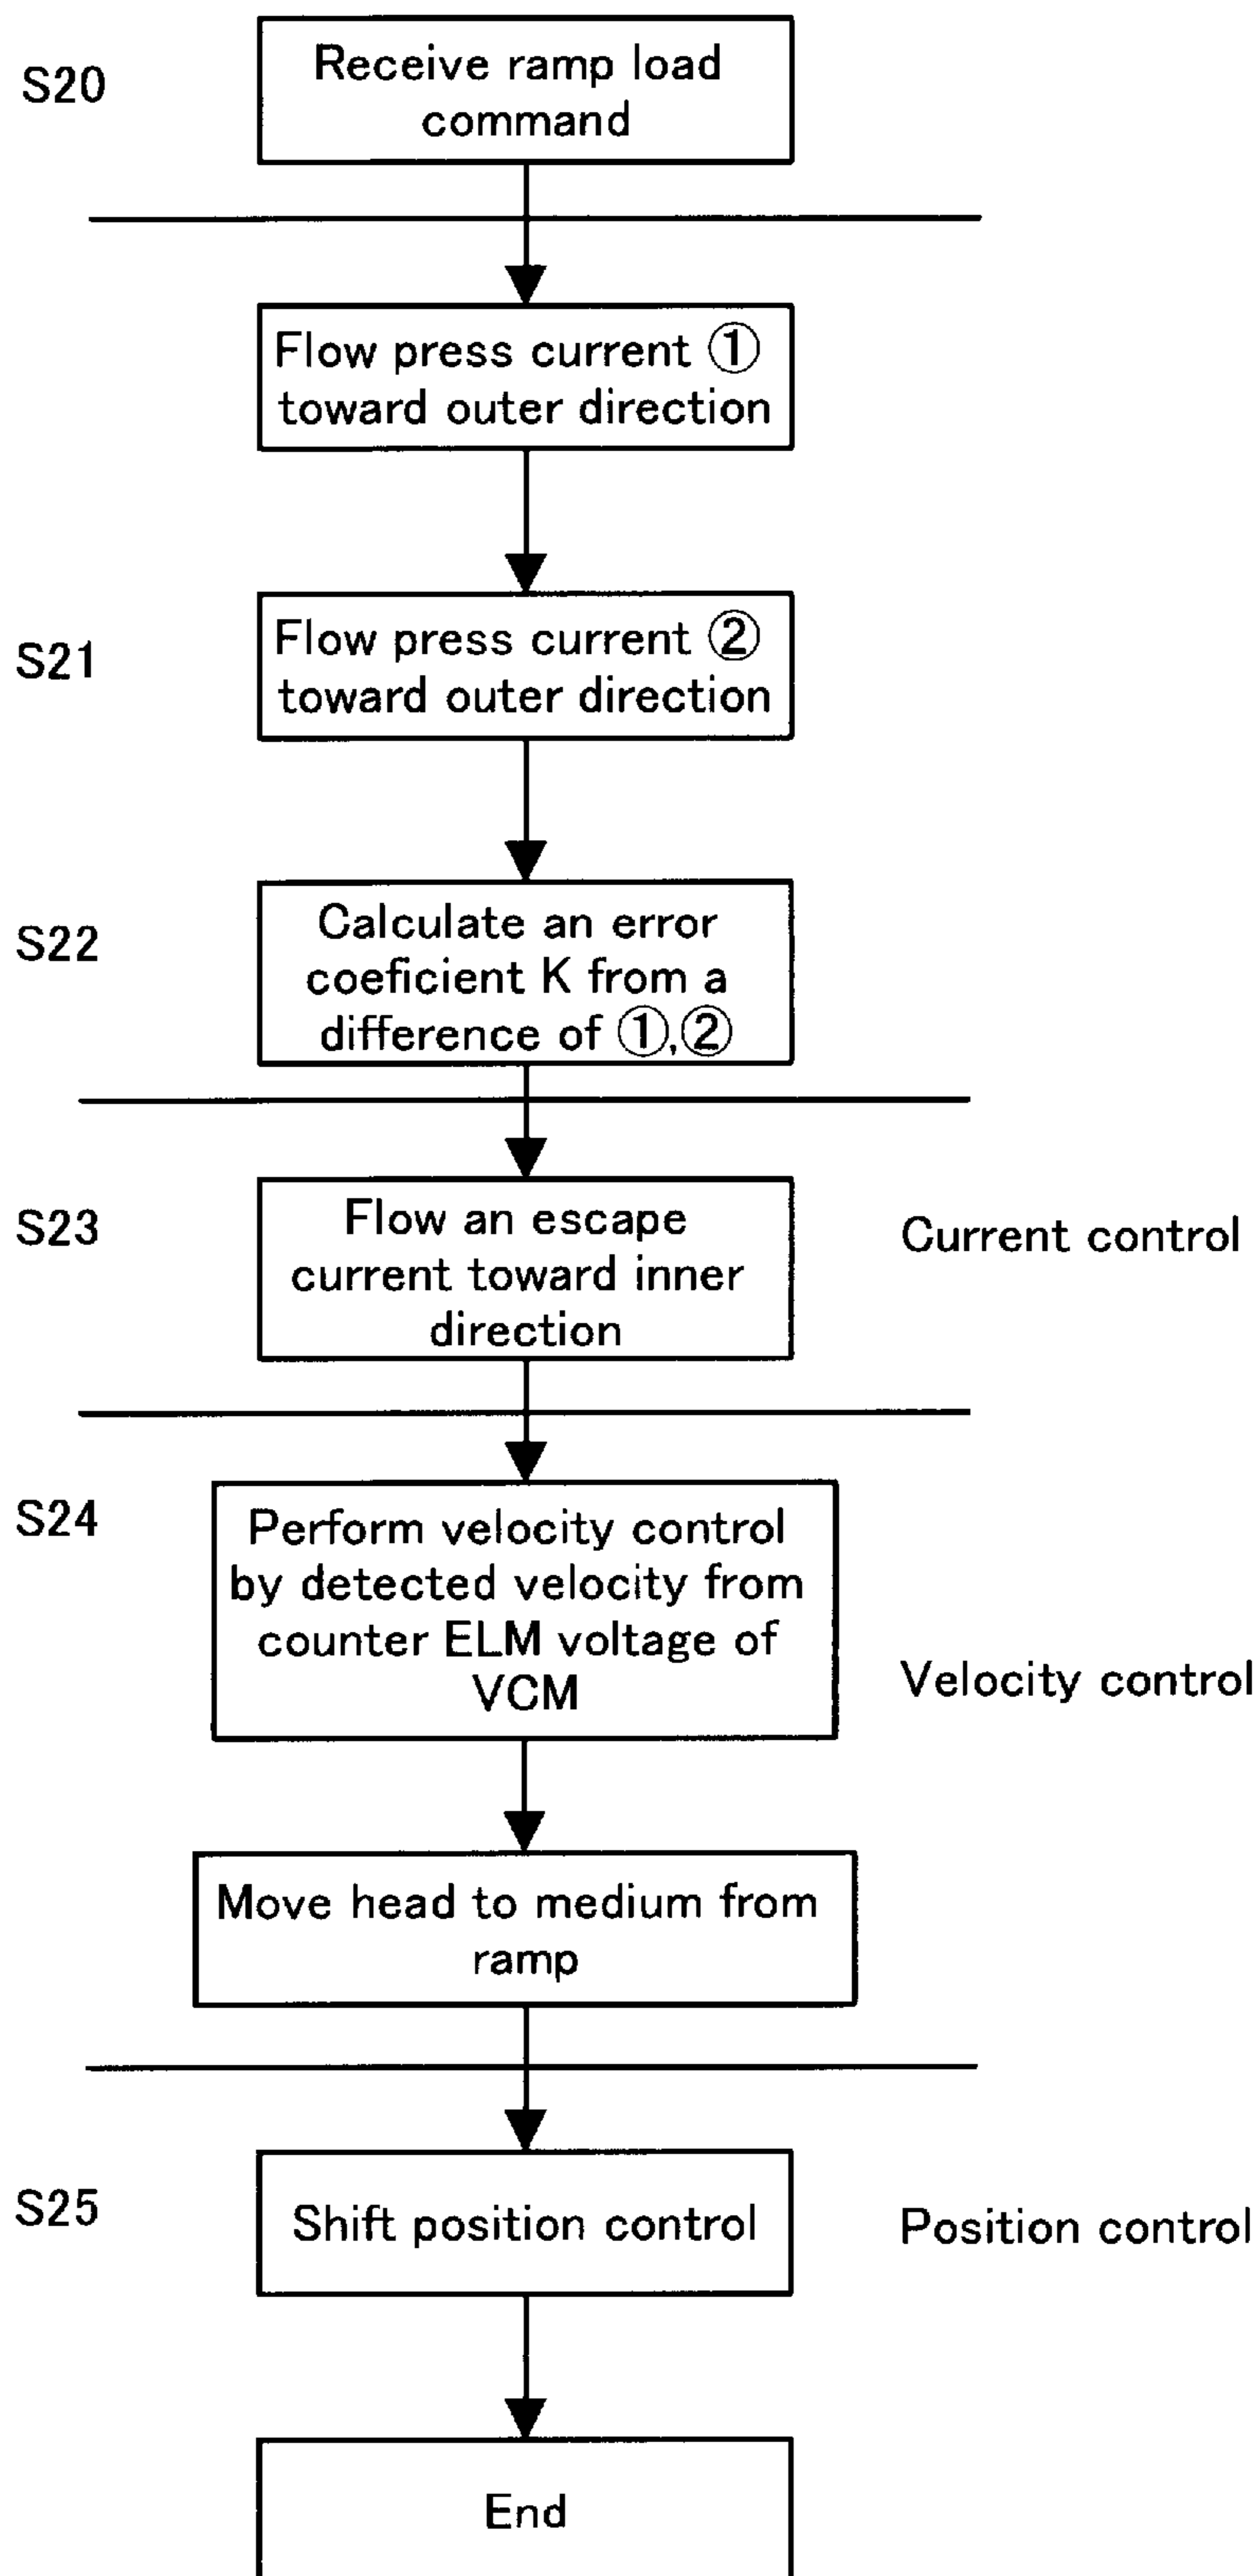 S20
Receive ramp load
command
Flow press current ①
toward outer direction
S21
Flow press current ②
toward outer direction
S22
Calculate an error
coeficient K from a
difference of ①,②
S23
Flow an escape
current toward inner
direction
Current control
S24
Perform velocity control
by detected velocity from
counter ELM voltage of
VCM
Velocity control
Move head to medium from
ramp
S25
Shift position control
Position control
End